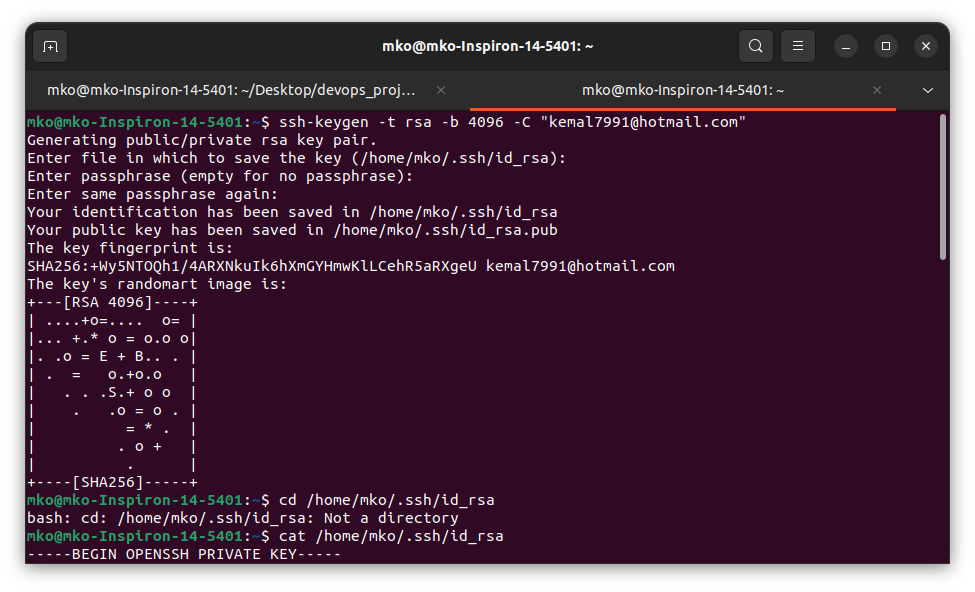 mko@mko-Inspiron-14-5401: ~
mko@mko-Inspiron-14-5401: ~/Desktop/devops_proj...
mko@mko-Inspiron-14-5401: ~
mko@mko-Inspiron-14-5401:~$ ssh-keygen -t rsa -b 4096 -C "kemal7991@hotmail.com"
Generating public/private rsa key pair.
Enter file in which to save the key (/home/mko/.ssh/id_rsa):
Enter passphrase (empty for no passphrase):
Enter same passphrase again:
Your identification has been saved in /home/mko/.ssh/id_rsa
Your public key has been saved in /home/mko/.ssh/id_rsa.pub
The key fingerprint is:
SHA256:+Wy5NTOQh1/4ARXNkuIk6hXmGYHmwKlLCehR5aRXgeU kemal7991@hotmail.com
The key's randomart image is:
+---[RSA 4096]----+
| ....+o=....  o= |
|... +.* o = o.o o|
|. .o = E + B.. . |
| .  =   o.+o.o   |
|   . . .S.+ o o  |
|    .   .o = o . |
|          = * .  |
|         . o +   |
|          .      |
+----[SHA256]-----+
mko@mko-Inspiron-14-5401:~$ cd /home/mko/.ssh/id_rsa
bash: cd: /home/mko/.ssh/id_rsa: Not a directory
mko@mko-Inspiron-14-5401:~$ cat /home/mko/.ssh/id_rsa
-----BEGIN OPENSSH PRIVATE KEY-----